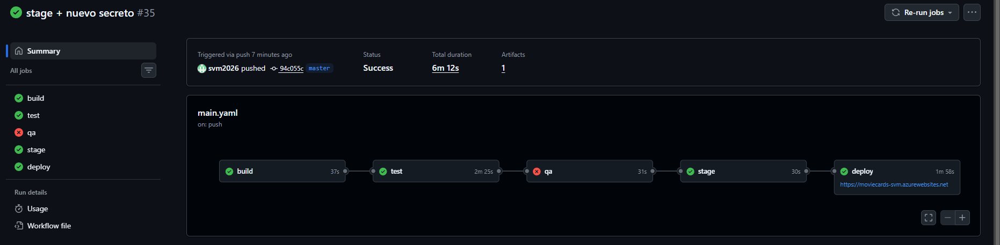 stage + nuevo secreto #35
Re-run jobs
Summary
All jobs
build
test
qa
stage
deploy
Run details
Usage
Workflow file
Triggered via push 7 minutes ago
svm2026 pushed 94c055c master
Status
Success
Total duration
6m 12s
Artifacts
1
main.yaml
on: push
build 37s
test 2m 25s
qa 31s
stage 30s
deploy 1m 58s
https://moviecards-svm.azurewebsites.net